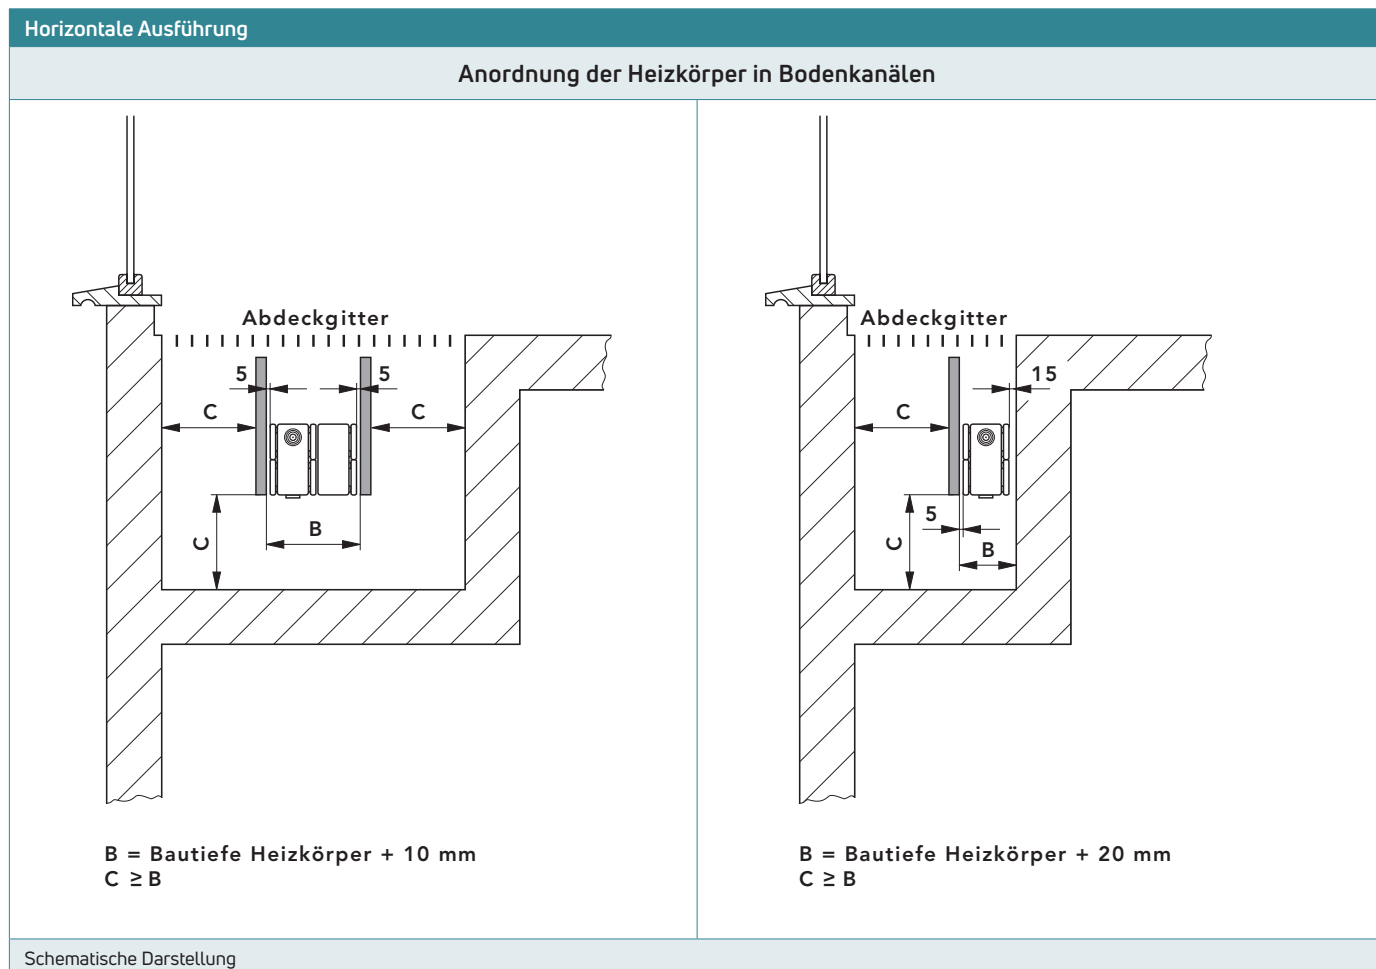 Horizontale Ausführung
Anordnung der Heizkörper in Bodenkanälen
Abdeckgitter
5
5
C
C
B
C
B = Bautiefe Heizkörper + 10 mm
C ≥ B
Abdeckgitter
15
C
5
B
C
B = Bautiefe Heizkörper + 20 mm
C ≥ B
Schematische Darstellung